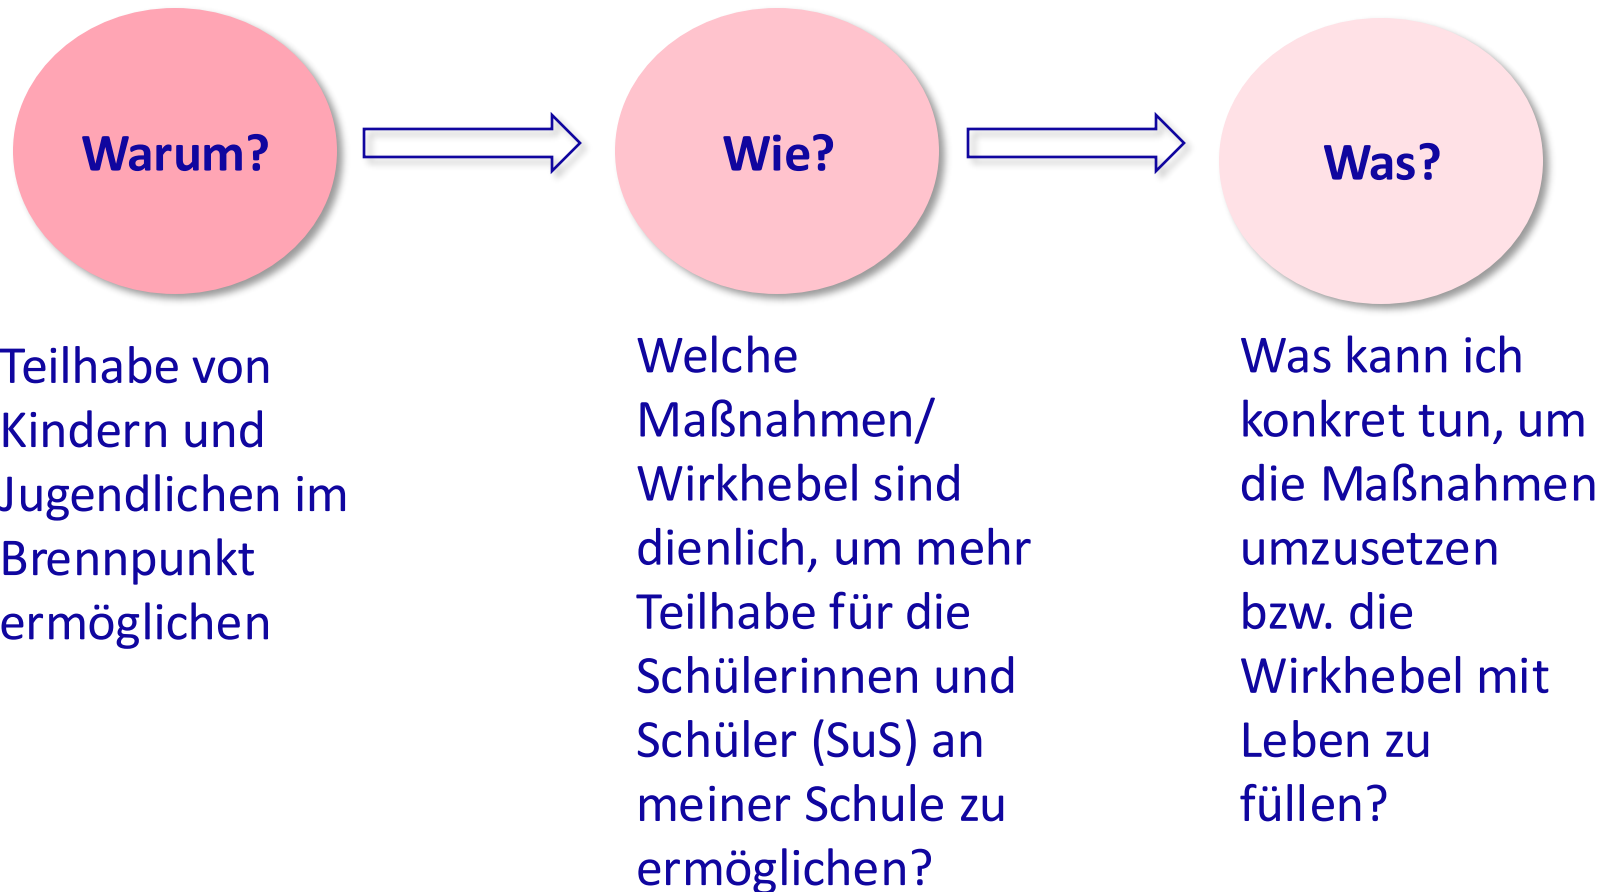 Warum?
Wie?
Was?
Teilhabe von
Kindern und
Jugendlichen im
Brennpunkt
ermöglichen
Welche
Maßnahmen/
Wirkhebel sind
dienlich, um mehr
Teilhabe für die
Schülerinnen und
Schüler (SuS) an
meiner Schule zu
ermöglichen?
Was kann ich
konkret tun, um
die Maßnahmen
umzusetzen
bzw. die
Wirkhebel mit
Leben zu
füllen?